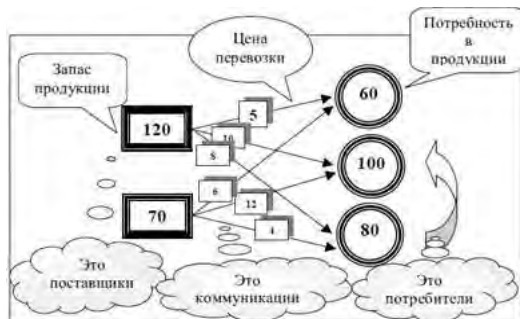 Запас
продукции
Цена
перевозки
Потребность
в
продукции
120
70
5
10
8
6
12
4
60
100
80
Это
поставщики
Это
коммуникаций
Это
потребители